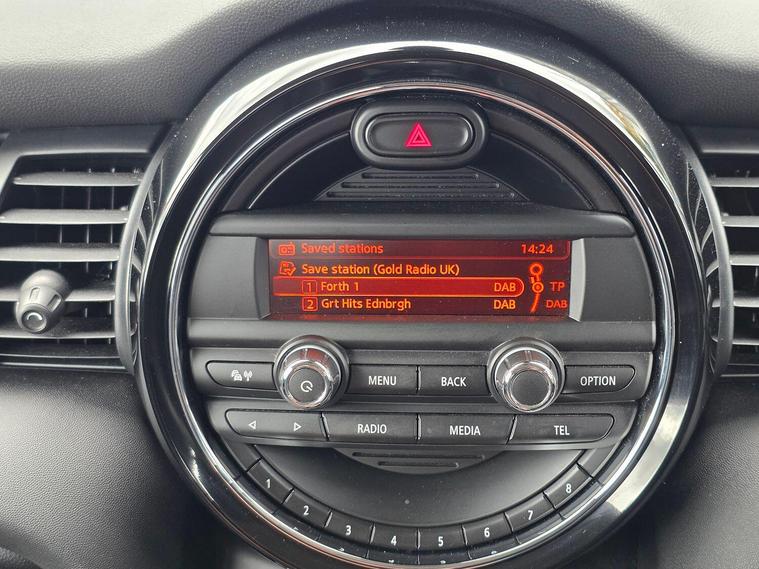 Saved stations 14:24
Save station (Gold Radio UK)
1 Forth 1 DAB TP
2 Grt Hits Ednbrgh DAB DAB
MENU BACK OPTION
RADIO MEDIA TEL
1 2 3 4 5 6 7 8